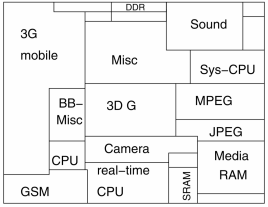 DDR
Sound
3G
mobile
Misc
Sys-CPU
BB-
Misc
3D G
MPEG
JPEG
Camera
Media
RAM
CPU
real-time
CPU
SRAM
GSM